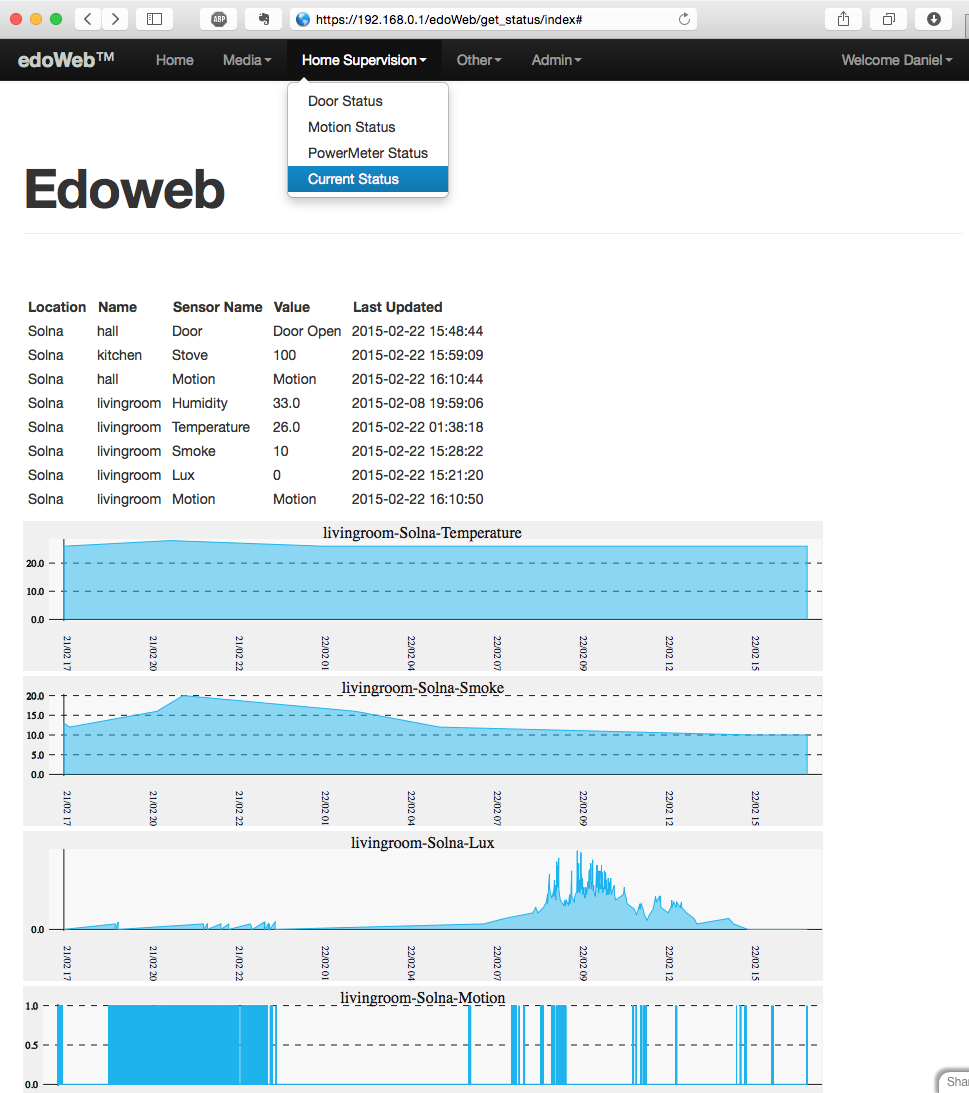 ABP https://192.168.0.1/edoWeb/get_status/index#
edoWeb™ Home Media Home Supervision Other Admin Welcome Daniel
Door Status
Motion Status
PowerMeter Status
Current Status
Edoweb
Location Name Sensor Name Value Last Updated
Solna hall Door Door Open 2015-02-22 15:48:44
Solna kitchen Stove 100 2015-02-22 15:59:09
Solna hall Motion Motion 2015-02-22 16:10:44
Solna livingroom Humidity 33.0 2015-02-08 19:59:06
Solna livingroom Temperature 26.0 2015-02-22 01:38:18
Solna livingroom Smoke 10 2015-02-22 15:28:22
Solna livingroom Lux 0 2015-02-22 15:21:20
Solna livingroom Motion Motion 2015-02-22 16:10:50
livingroom-Solna-Temperature
20.0
10.0
0.0
21/02 17 21/02 20 21/02 22 22/02 01 22/02 04 22/02 07 22/02 09 22/02 12 22/02 15
livingroom-Solna-Smoke
20.0
15.0
10.0
5.0
0.0
21/02 17 21/02 20 21/02 22 22/02 01 22/02 04 22/02 07 22/02 09 22/02 12 22/02 15
livingroom-Solna-Lux
0.0
21/02 17 21/02 20 21/02 22 22/02 01 22/02 04 22/02 07 22/02 09 22/02 12 22/02 15
livingroom-Solna-Motion
1.0
0.5
0.0
Shar